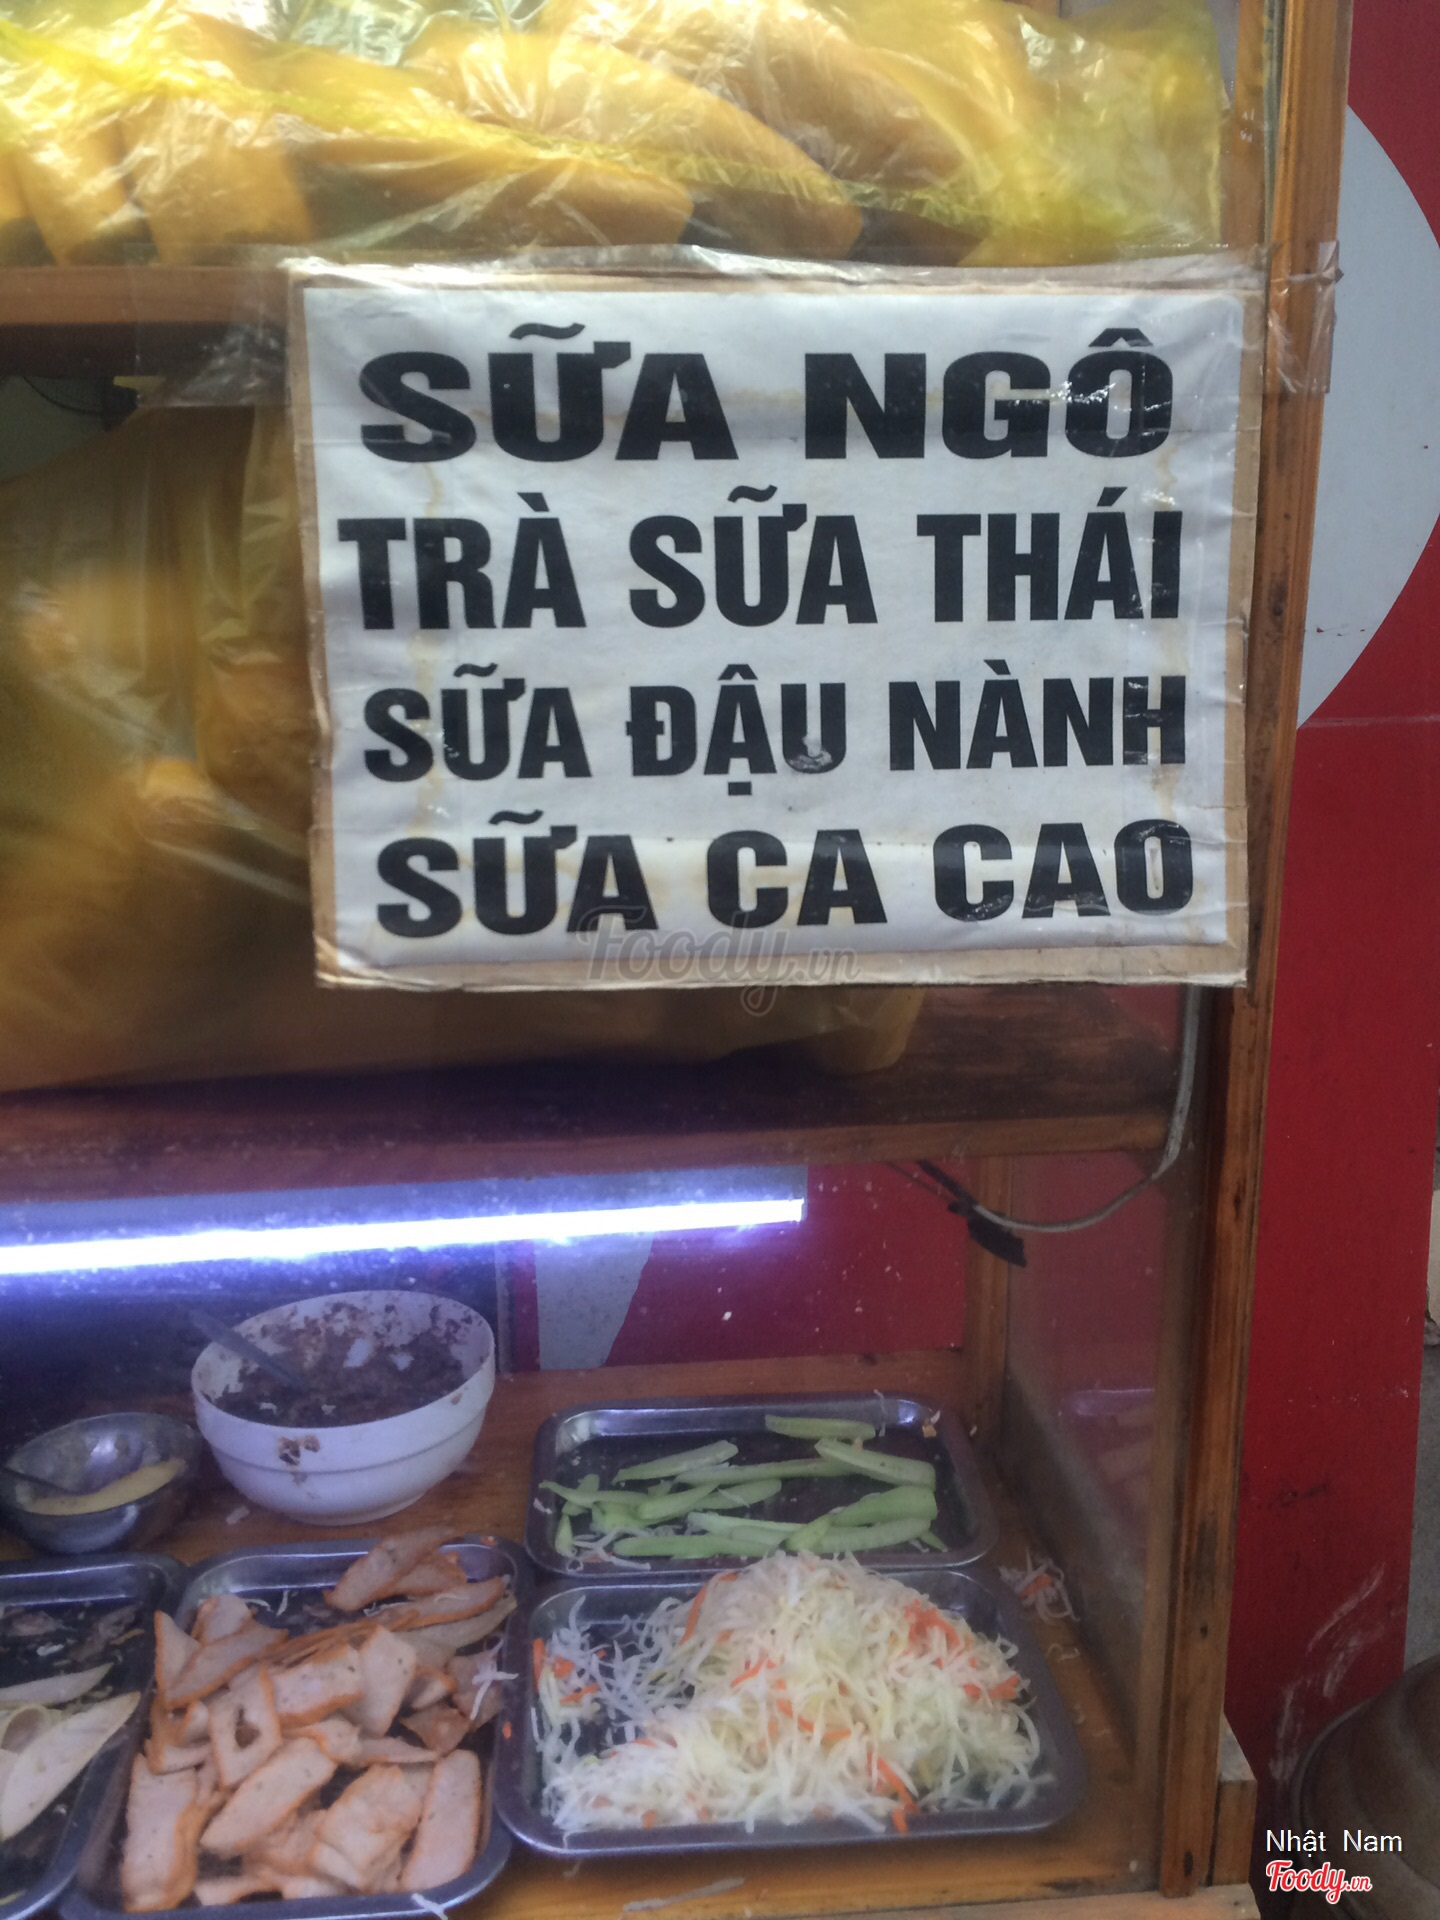 SỮA NGÔ
TRÀ SỮA THÁI
SỮA ĐẬU NÀNH
SỮA CA CAO
Foody.vn
Nhật Nam
Foody.vn